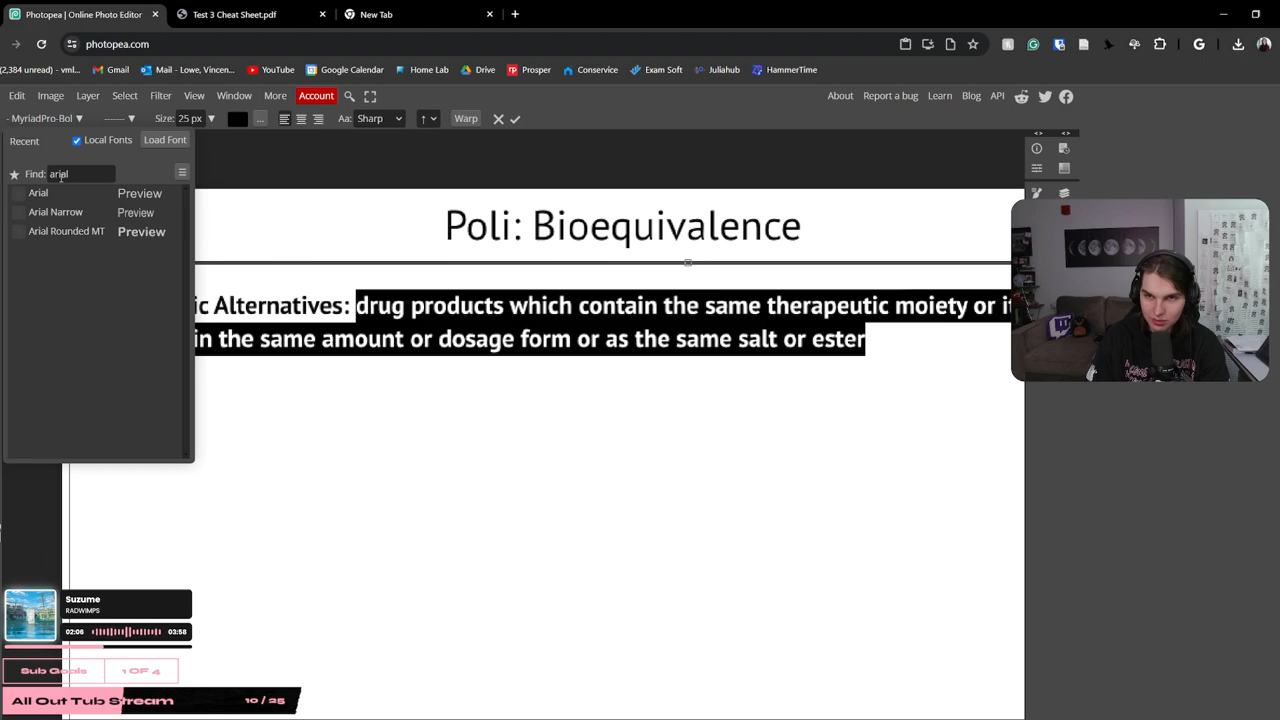 Photopea | Online Photo Editor
Test 3 Cheat Sheet.pdf
New Tab
photopea.com
(2,384 unread) - vml...
Gmail
Mail - Lowe, Vincen...
YouTube
Google Calendar
Home Lab
Drive
Prosper
Conservice
Exam Soft
Juliahub
HammerTime
Edit Image Layer Select Filter View Window More Account
About Report a bug Learn Blog API
- MyriadPro-Bol
Size: 25 px
...
Aa: Sharp
Warp
Recent
Local Fonts
Load Font
Find: arial
Arial Preview
Arial Narrow Preview
Arial Rounded MT Preview
Poli: Bioequivalence
ic Alternatives: drug products which contain the same therapeutic moiety or it
in the same amount or dosage form or as the same salt or ester
Suzume
RADWIMPS
02:06
03:58
Sub Goals
1 OF 4
All Out Tub Stream
10 / 25